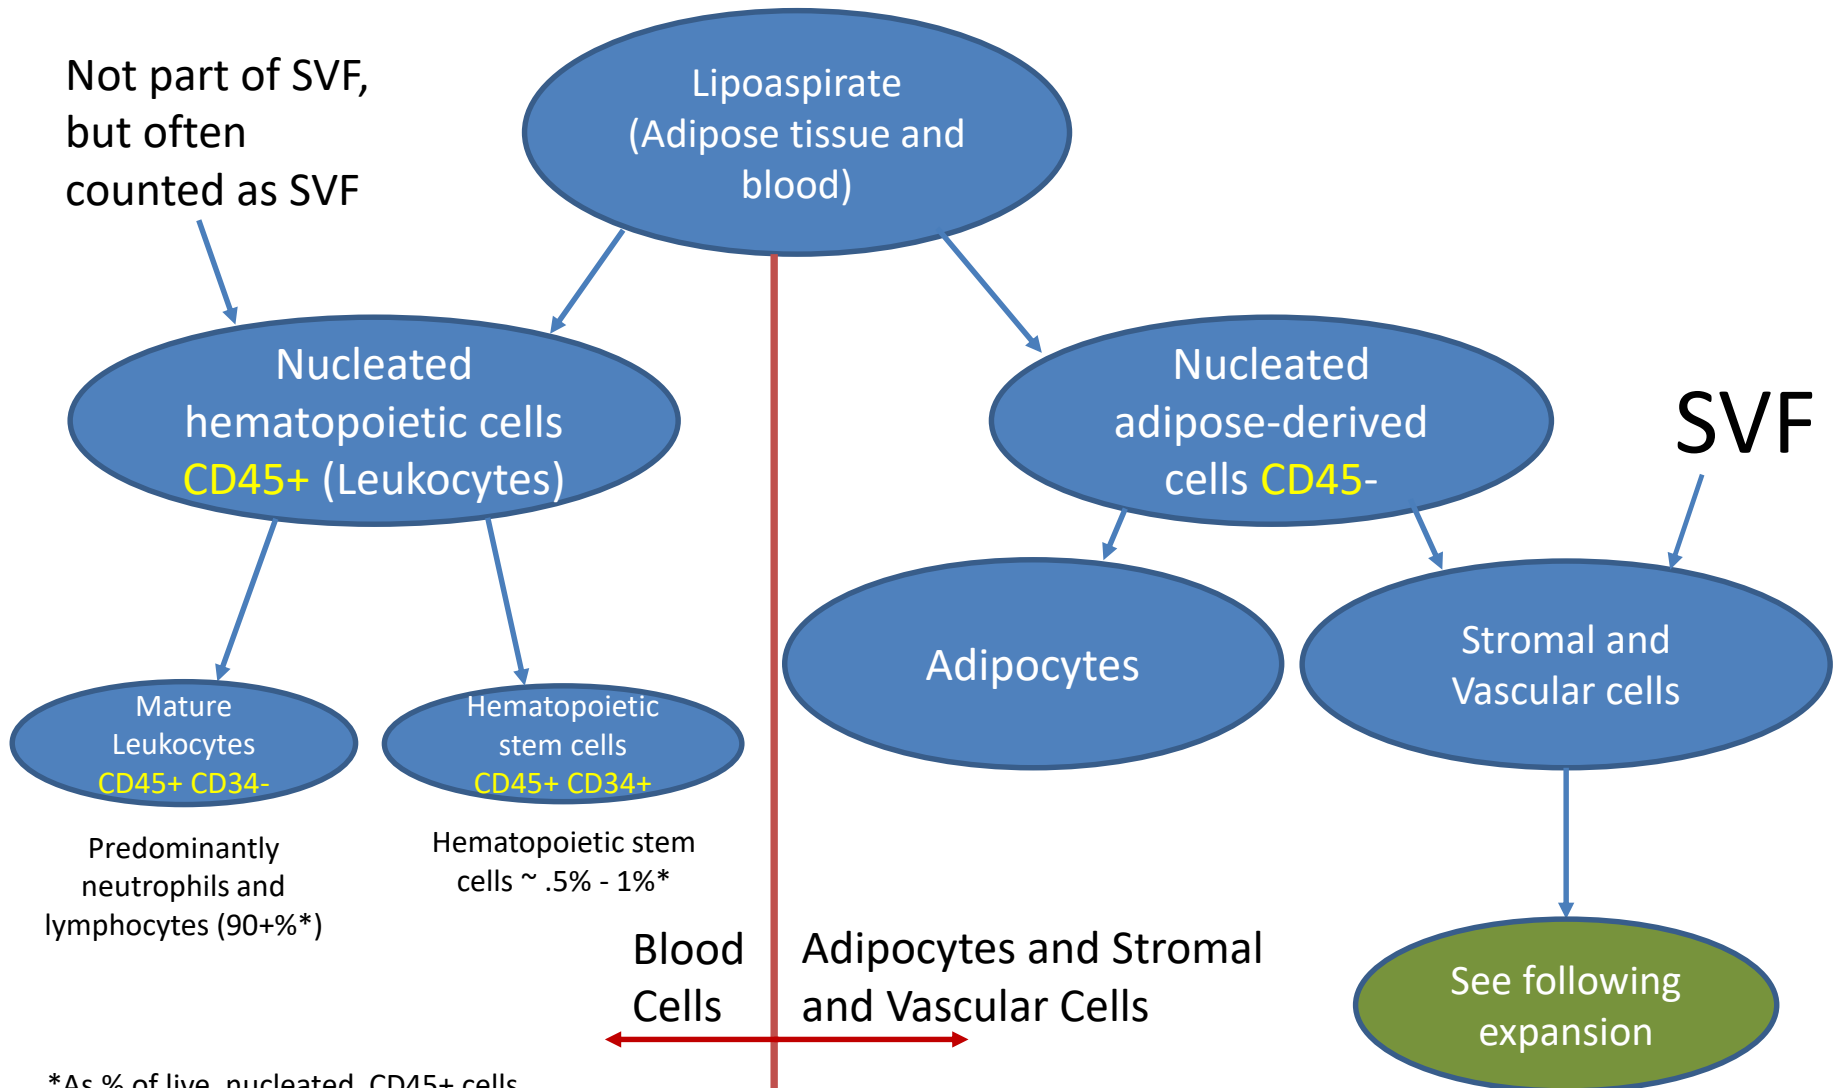 Not part of SVF,
but often
counted as SVF
Lipoaspirate
(Adipose tissue and
blood)
Nucleated
hematopoietic cells
CD45+ (Leukocytes)
Nucleated
adipose-derived
cells CD45-
SVF
Mature
Leukocytes
CD45+ CD34-
Hematopoietic
stem cells
CD45+ CD34+
Adipocytes
Stromal and
Vascular cells
Predominantly
neutrophils and
lymphocytes (90+%*)
Hematopoietic stem
cells ~ .5% - 1%*
Blood
Cells
Adipocytes and Stromal
and Vascular Cells
See following
expansion
*As % of live, nucleated, CD45+ cells